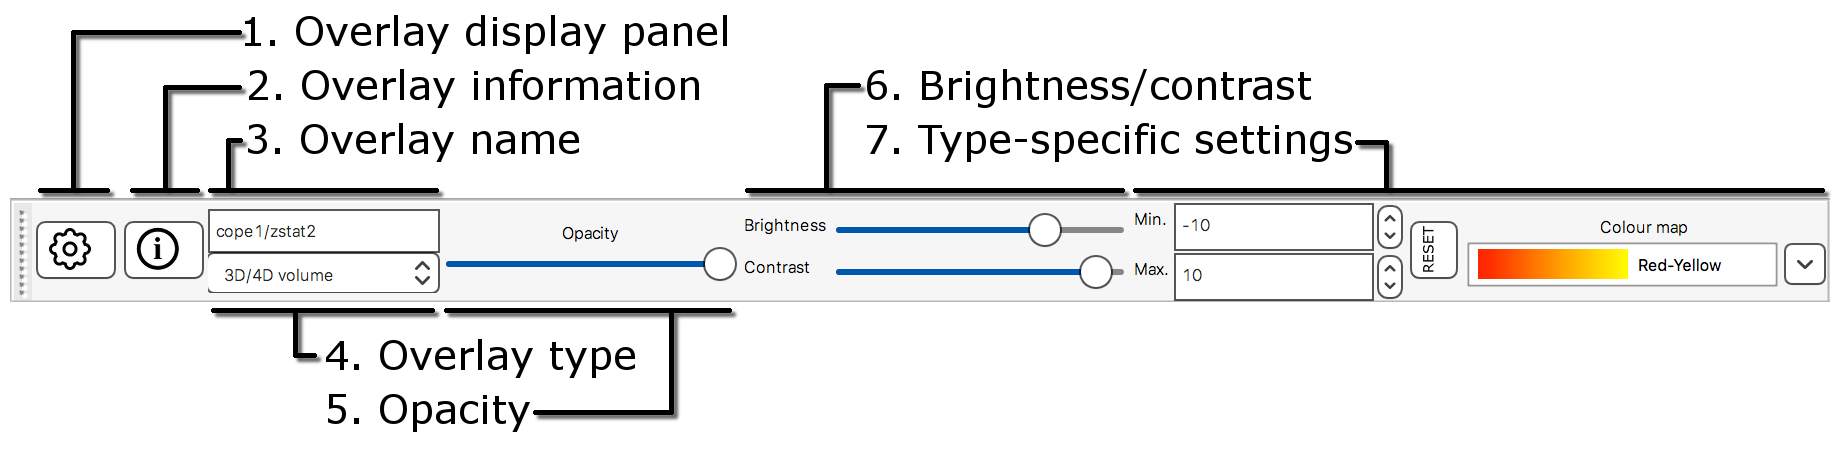 1. Overlay display panel
2. Overlay information
3. Overlay name
6. Brightness/contrast
7. Type-specific settings
cope1/zstat2
3D/4D volume
Opacity
Brightness
Contrast
Min.
-10
Max.
10
RESET
Colour map
Red-Yellow
4. Overlay type
5. Opacity